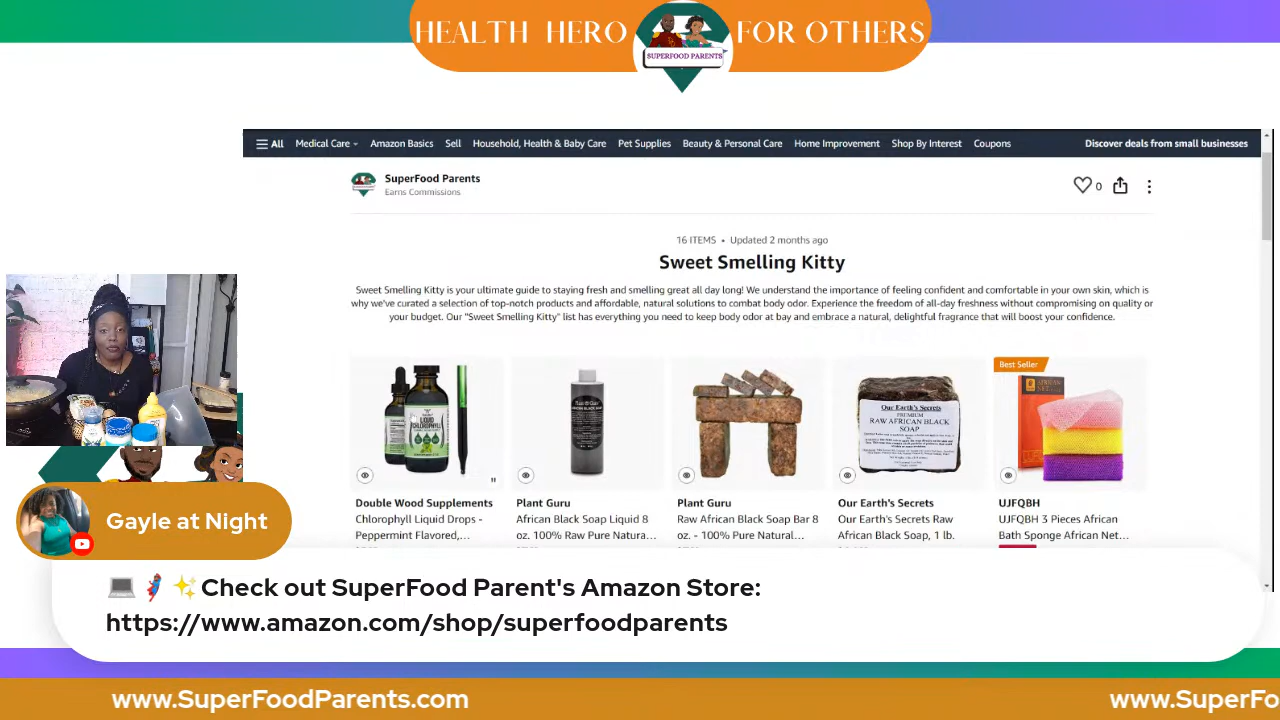 HEALTH HERO FOR OTHERS
SUPERFOOD PARENTS
All Medical Care Amazon Basics Sell Household, Health & Baby Care Pet Supplies Beauty & Personal Care Home Improvement Shop By Interest Coupons Discover deals from small businesses
SuperFood Parents
Earns Commissions
0
16 ITEMS • Updated 2 months ago
Sweet Smelling Kitty
Sweet Smelling Kitty is your ultimate guide to staying fresh and smelling great all day long! We understand the importance of feeling confident and comfortable in your own skin, which is
why we've curated a selection of top-notch products and affordable, natural solutions to combat body odor. Experience the freedom of all-day freshness without compromising on quality or
your budget. Our "Sweet Smelling Kitty" list has everything you need to keep body odor at bay and embrace a natural, delightful fragrance that will boost your confidence.
Best Seller
LIQUID
CHLOROPHYLL
Our Earth's Secrets
PREMIUM
RAW AFRICAN BLACK
SOAP
Double Wood Supplements
Chlorophyll Liquid Drops -
Peppermint Flavored,...
Plant Guru
African Black Soap Liquid 8
oz. 100% Raw Pure Natura...
Plant Guru
Raw African Black Soap Bar 8
oz. - 100% Pure Natural...
Our Earth's Secrets
Our Earth's Secrets Raw
African Black Soap, 1 lb.
UJFQBH
UJFQBH 3 Pieces African
Bath Sponge African Net...
Gayle at Night
💻🦸✨Check out SuperFood Parent's Amazon Store:
https://www.amazon.com/shop/superfoodparents
www.SuperFoodParents.com
www.SuperFo